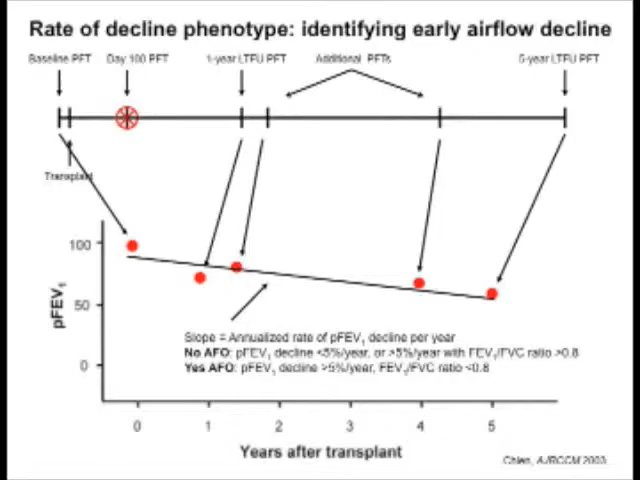 Rate of decline phenotype: identifying early airflow decline
Baseline PFT Day 100 PFT 1-year LTFU PFT Additional PFTs 5-year LTFU PFT
Transplant
100
50
0
pFEV₁
Slope = Annualized rate of pFEV₁ decline per year
No AFO: pFEV₁ decline <5%/year, or >5%/year with FEV₁/FVC ratio >0.8
Yes AFO: pFEV₁ decline >5%/year, FEV₁/FVC ratio <0.8
0 1 2 3 4 5
Years after transplant
Chien, AJRCCM 2003